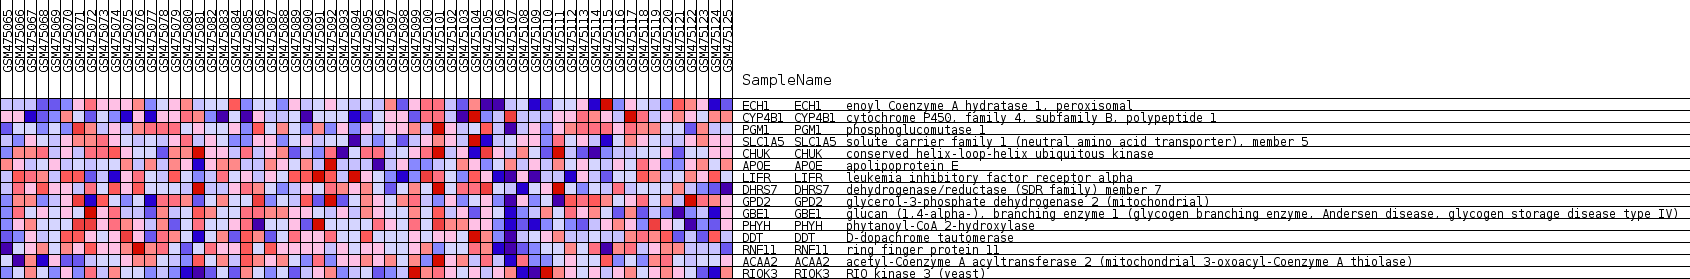 GSM475065
GSM475066
GSM475067
GSM475068
GSM475069
GSM475070
GSM475071
GSM475072
GSM475073
GSM475074
GSM475075
GSM475076
GSM475077
GSM475078
GSM475079
GSM475080
GSM475081
GSM475082
GSM475083
GSM475084
GSM475085
GSM475086
GSM475087
GSM475088
GSM475089
GSM475090
GSM475091
GSM475092
GSM475093
GSM475094
GSM475095
GSM475096
GSM475097
GSM475098
GSM475099
GSM475100
GSM475101
GSM475102
GSM475103
GSM475104
GSM475105
GSM475106
GSM475107
GSM475108
GSM475109
GSM475110
GSM475111
GSM475112
GSM475113
GSM475114
GSM475115
GSM475116
GSM475117
GSM475118
GSM475119
GSM475120
GSM475121
GSM475122
GSM475123
GSM475124
GSM475125
SampleName
ECH1 ECH1 enoyl Coenzyme A hydratase 1, peroxisomal
CYP4B1 CYP4B1 cytochrome P450, family 4, subfamily B, polypeptide 1
PGM1 PGM1 phosphoglucomutase 1
SLC1A5 SLC1A5 solute carrier family 1 (neutral amino acid transporter), member 5
CHUK CHUK conserved helix-loop-helix ubiquitous kinase
APOE APOE apolipoprotein E
LIFR LIFR leukemia inhibitory factor receptor alpha
DHRS7 DHRS7 dehydrogenase/reductase (SDR family) member 7
GPD2 GPD2 glycerol-3-phosphate dehydrogenase 2 (mitochondrial)
GBE1 GBE1 glucan (1,4-alpha-), branching enzyme 1 (glycogen branching enzyme, Andersen disease, glycogen storage disease type IV)
PHYH PHYH phytanoyl-CoA 2-hydroxylase
DDT DDT D-dopachrome tautomerase
RNF11 RNF11 ring finger protein 11
ACAA2 ACAA2 acetyl-Coenzyme A acyltransferase 2 (mitochondrial 3-oxoacyl-Coenzyme A thiolase)
RIOK3 RIOK3 RIO kinase 3 (yeast)